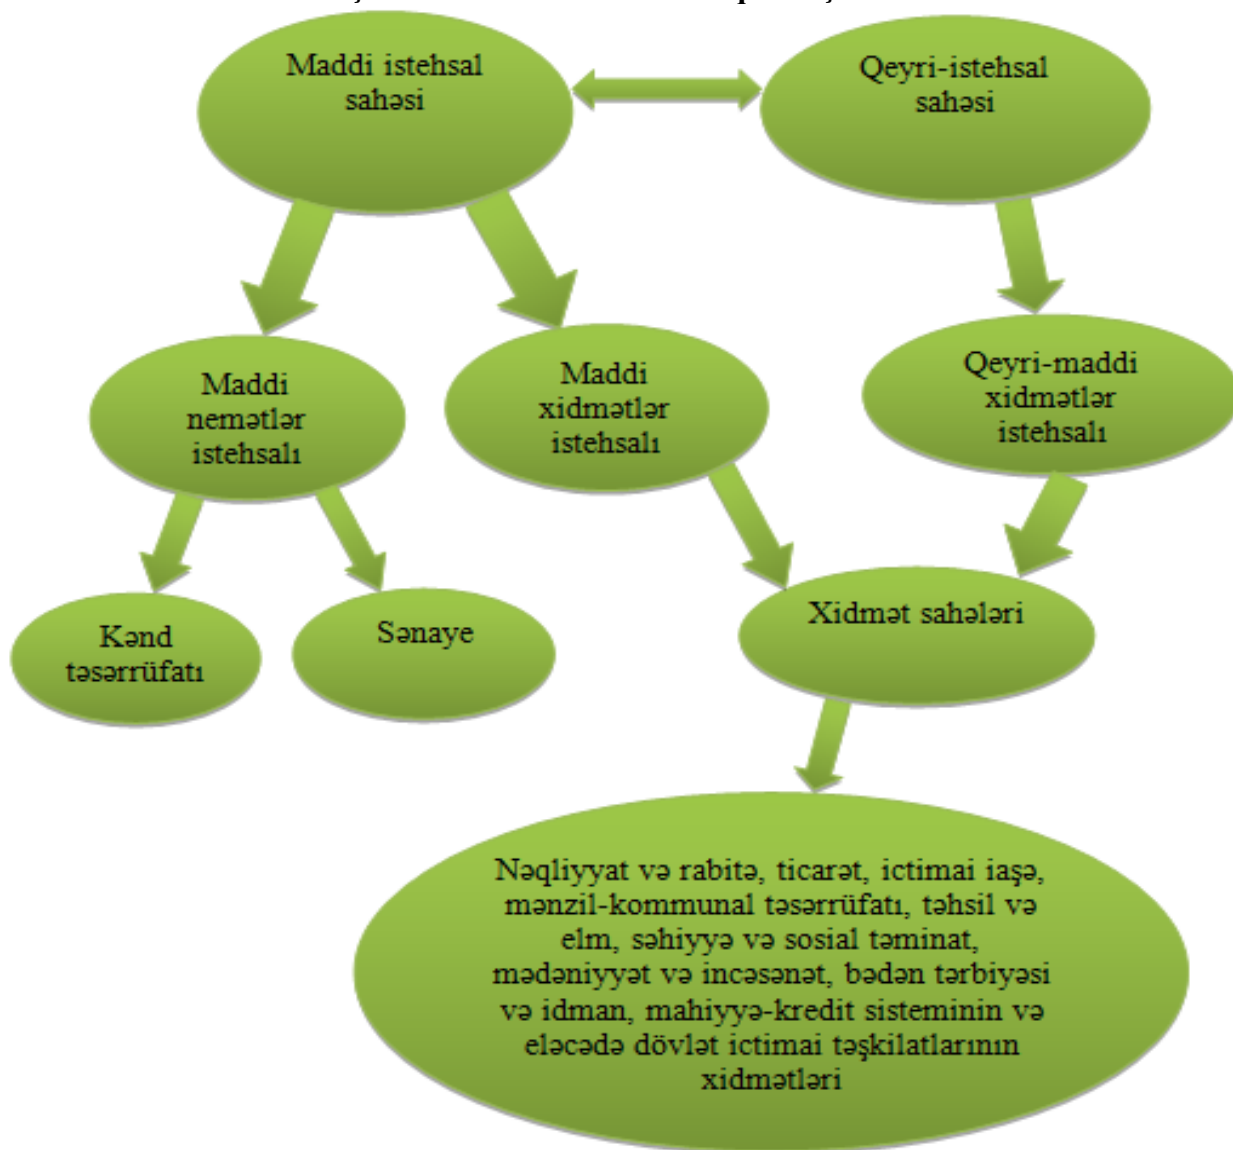 Maddi istehsal
sahəsi
Qeyri-istehsal
sahəsi
Maddi
nemətlər
istehsalı
Maddi
xidmətlər
istehsalı
Qeyri-maddi
xidmətlər
istehsalı
Kənd
təsərrüfatı
Sənaye
Xidmət sahələri
Nəqliyyat və rabitə, ticarət, ictimai iaşə,
mənzil-kommunal təsərrüfatı, təhsil və
elm, səhiyyə və sosial təminat,
mədəniyyət və incəsənət, bədən tərbiyəsi
və idman, mahiyyə-kredit sisteminin və
eləcədə dövlət ictimai təşkilatlarının
xidmətləri